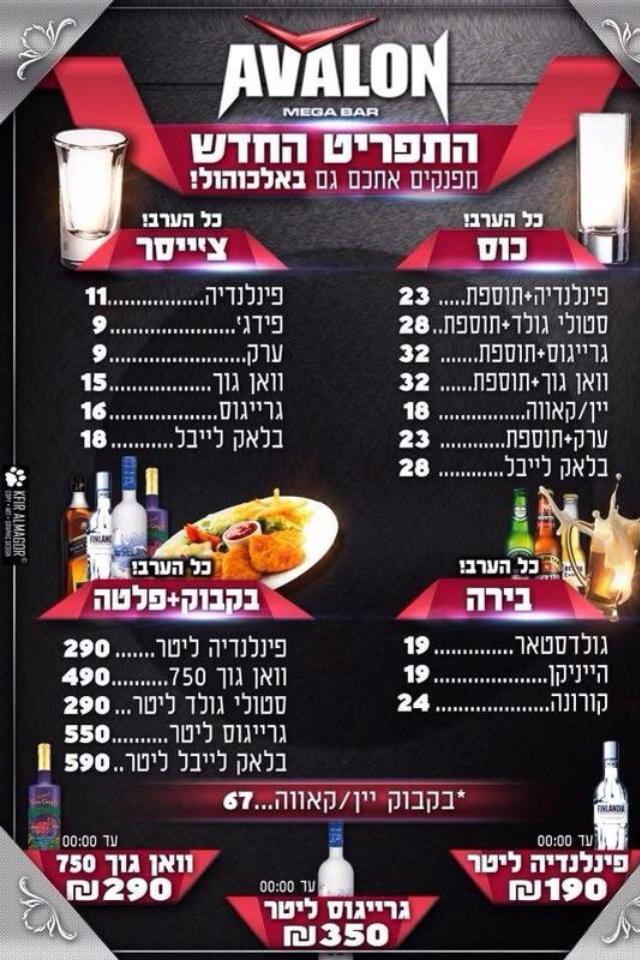 AVALON
MEGA BAR
התפריט החדש
מפנקים אתכם גם באלכוהול!
כל הערב!
כוס
פינלנדיה+תוספת..... 23
סטולי גולד+תוספת..28
גרייגוס+תוספת....... 32
וואן גוך+תוספת...... 32
יין/קאווה............. 18
ערק+תוספת........... 23
בלאק לייבל ............ 28
כל הערב!
צ'ייסר
פינלנדיה.................11
פידג'......................9
ערק........................9
וואן גוך..................15
גרייגוס...................16
בלאק לייבל...........18
כל הערב!
בירה
גולדסטאר..............19
הייניקן....................19
קורונה....................24
כל הערב!
בקבוק+פלטה
פינלנדיה ליטר.......290
וואן גוך 750..........490
סטולי גולד ליטר... 290
גרייגוס ליטר..........550
בלאק לייבל ליטר.. 590
*בקבוק יין/קאווה...67
עד 00:00
פינלנדיה ליטר
190₪
עד 00:00
גרייגוס ליטר
350₪
עד 00:00
וואן גוך 750
290₪
KFIR ALMAGOR
FINLANDIA